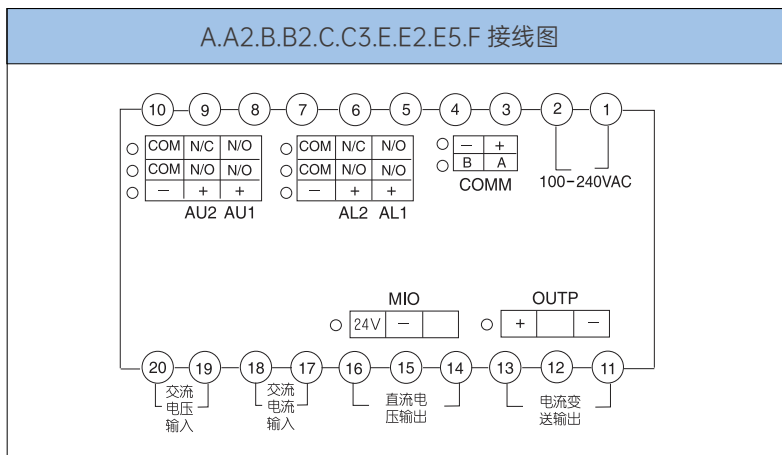 A.A2.B.B2.C.C3.E.E2.E5.F 接线图
10 9 8 7 6 5 4 3 2 1
COM N/C N/O COM N/C N/O — +
COM N/O N/O COM N/O N/O B A
— + + — + + COMM 100-240VAC
AU2 AU1 AL2 AL1
MIO OUTP
24V — + —
20 19 18 17 16 15 14 13 12 11
交流
电压
输入
交流
电流
输入
直流电
压输出
电流变
送输出